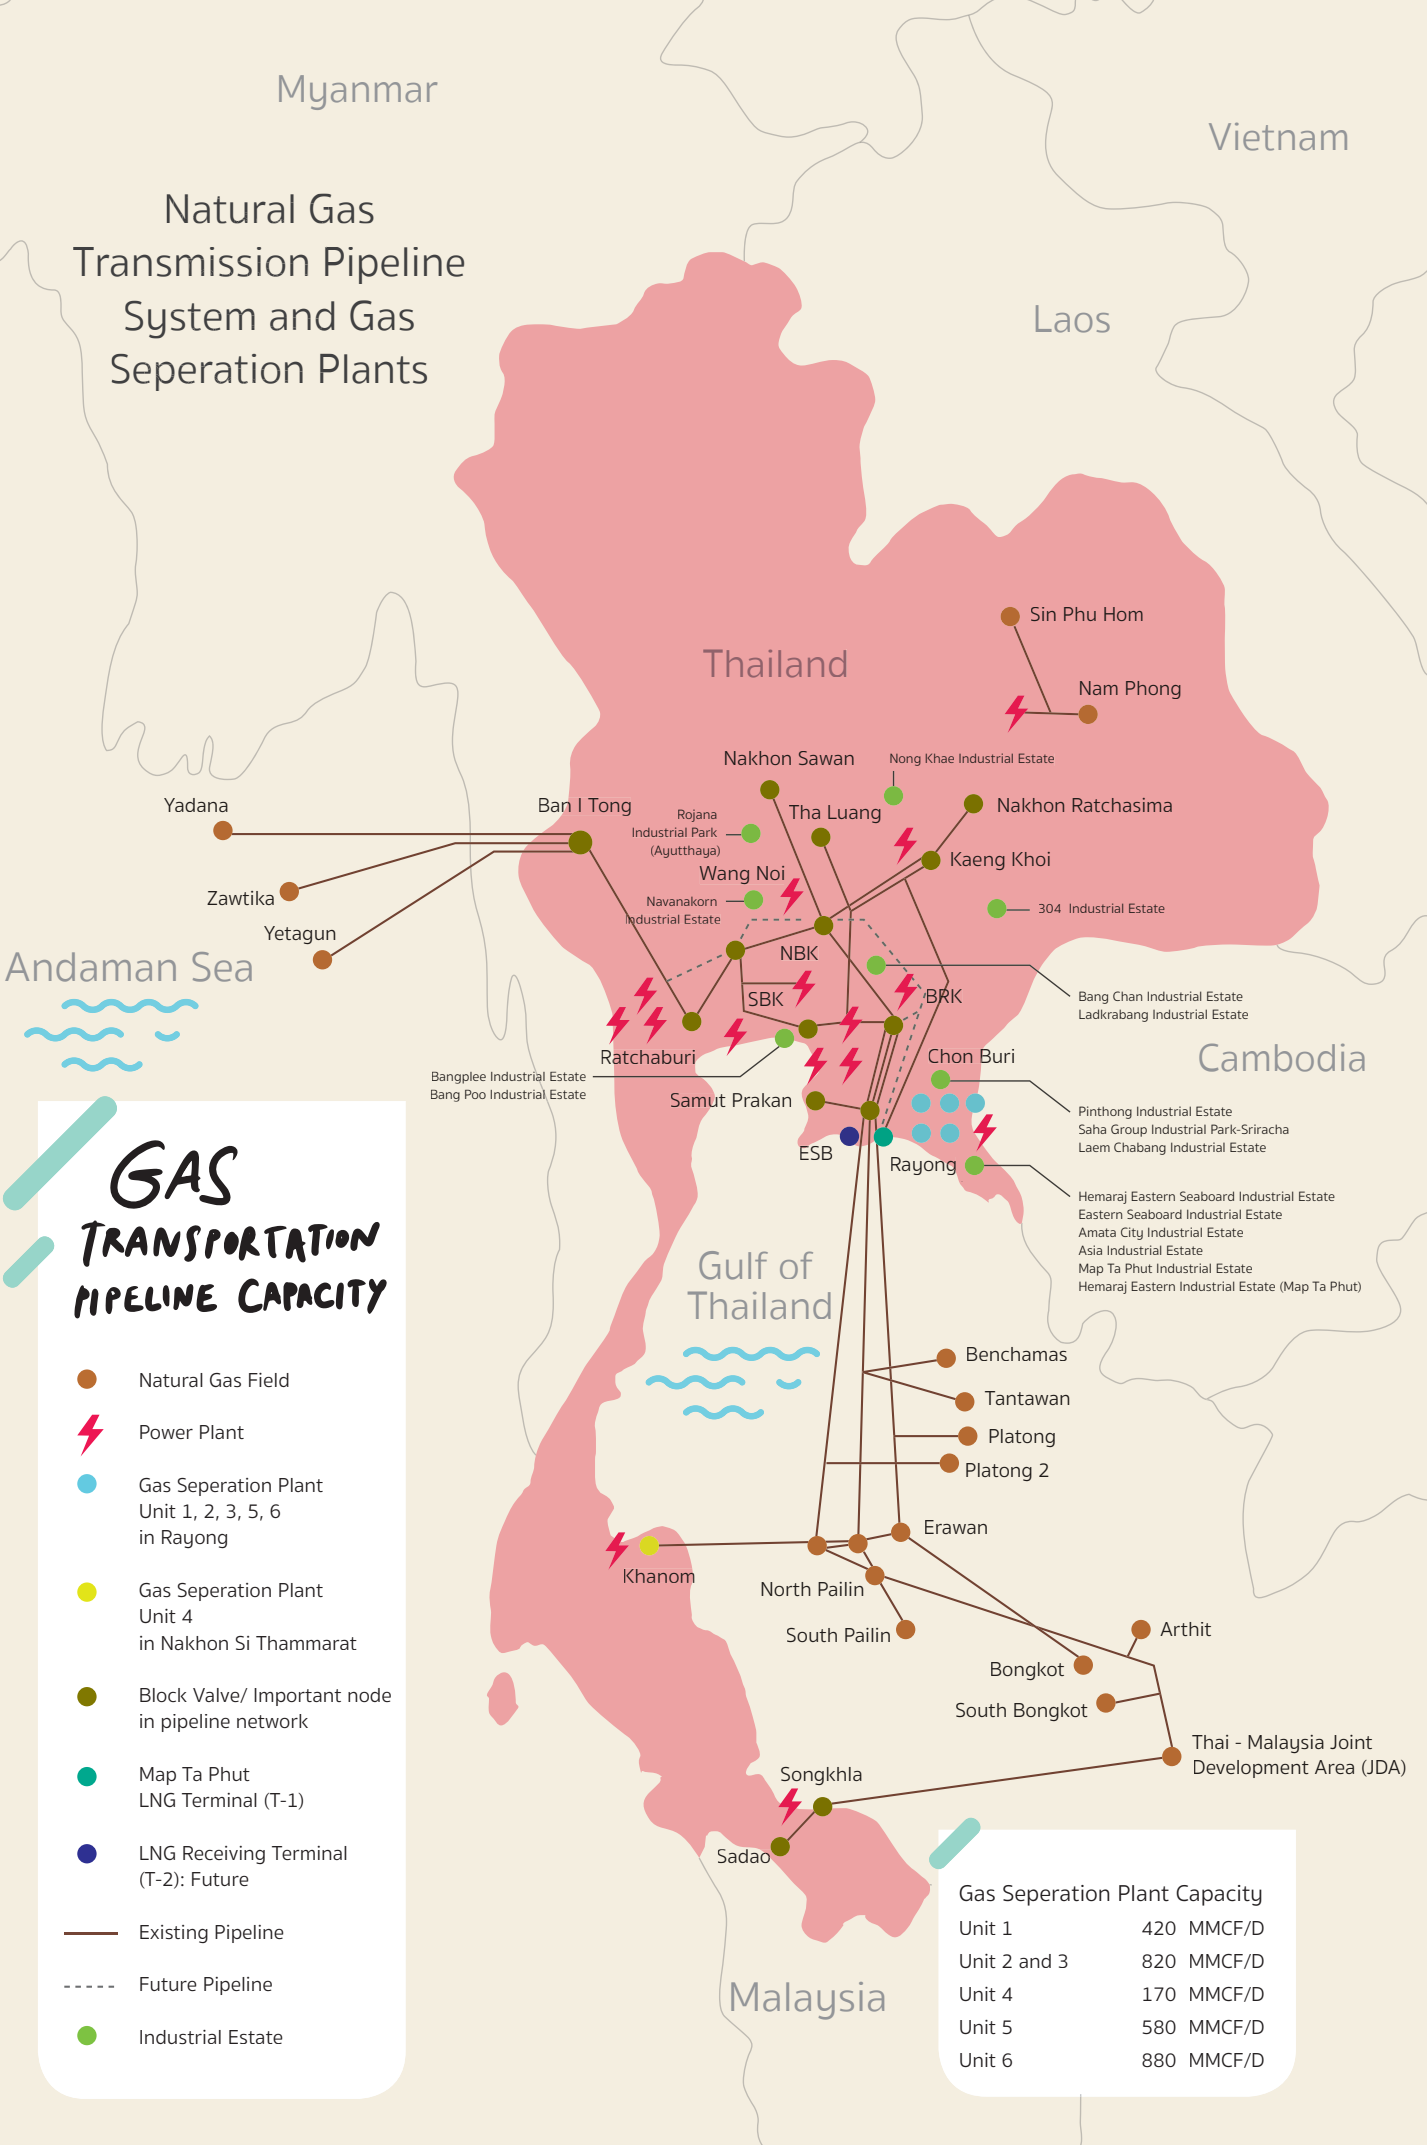 Myanmar
Vietnam
Natural Gas
Transmission Pipeline
System and Gas
Seperation Plants
Laos
Thailand
Sin Phu Hom
Nam Phong
Nakhon Sawan
Nong Khae Industrial Estate
Yadana
Ban I Tong
Rojana
Industrial Park
(Ayutthaya)
Tha Luang
Nakhon Ratchasima
Kaeng Khoi
Wang Noi
Zawtika
Navanakorn
Industrial Estate
304 Industrial Estate
Yetagun
NBK
Andaman Sea
SBK
BRK
Bang Chan Industrial Estate
Ladkrabang Industrial Estate
Ratchaburi
Chon Buri
Cambodia
Bangplee Industrial Estate
Bang Poo Industrial Estate
Samut Prakan
Pinthong Industrial Estate
Saha Group Industrial Park-Sriracha
Laem Chabang Industrial Estate
ESB
Rayong
Hemaraj Eastern Seaboard Industrial Estate
Eastern Seaboard Industrial Estate
Amata City Industrial Estate
Asia Industrial Estate
Map Ta Phut Industrial Estate
Hemaraj Eastern Industrial Estate (Map Ta Phut)
Gulf of
Thailand
Benchamas
Tantawan
Platong
Platong 2
Erawan
Khanom
North Pailin
South Pailin
Arthit
Bongkot
South Bongkot
Thai - Malaysia Joint
Development Area (JDA)
Songkhla
Sadao
Malaysia
GAS
TRANSPORTATION
PIPELINE CAPACITY
Natural Gas Field
Power Plant
Gas Seperation Plant
Unit 1, 2, 3, 5, 6
in Rayong
Gas Seperation Plant
Unit 4
in Nakhon Si Thammarat
Block Valve/ Important node
in pipeline network
Map Ta Phut
LNG Terminal (T-1)
LNG Receiving Terminal
(T-2): Future
Existing Pipeline
Future Pipeline
Industrial Estate
Gas Seperation Plant Capacity
Unit 1 420 MMCF/D
Unit 2 and 3 820 MMCF/D
Unit 4 170 MMCF/D
Unit 5 580 MMCF/D
Unit 6 880 MMCF/D